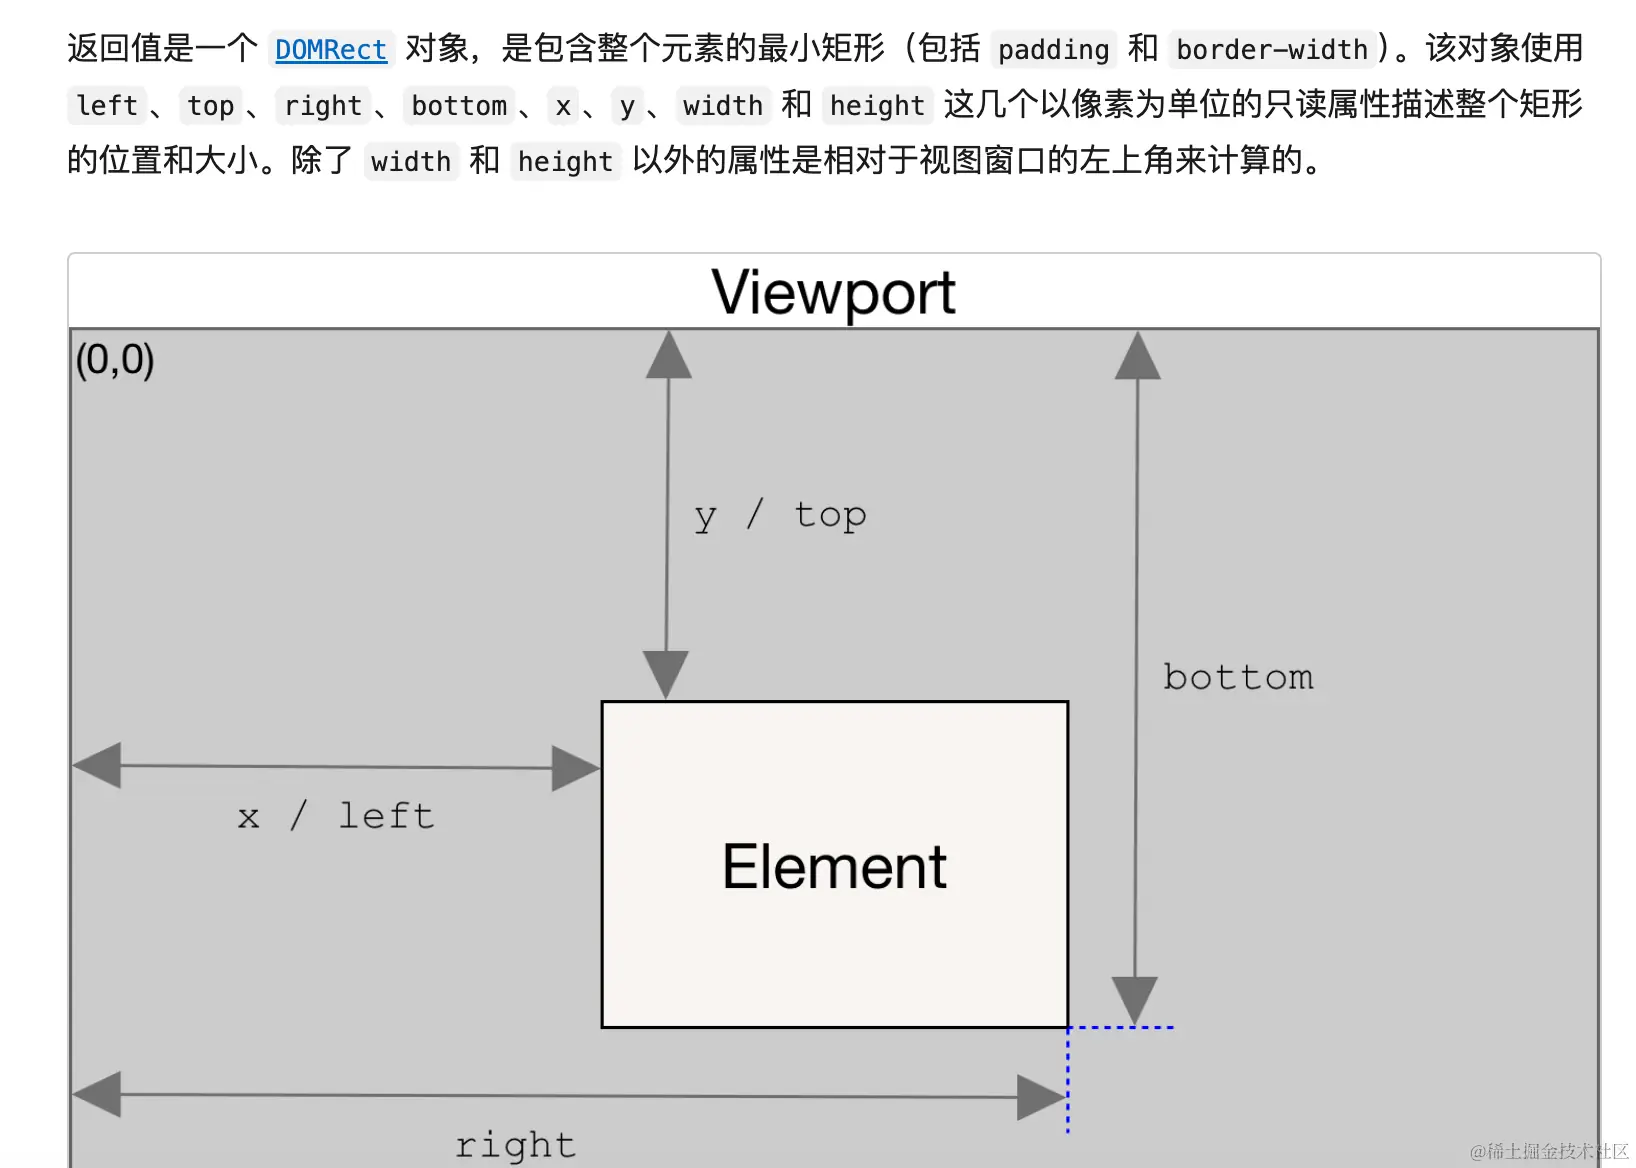 返回值是一个 DOMRect 对象，是包含整个元素的最小矩形（包括 padding 和 border-width）。该对象使用
left、top、right、bottom、x、y、width 和 height 这几个以像素为单位的只读属性描述整个矩形
的位置和大小。除了 width 和 height 以外的属性是相对于视图窗口的左上角来计算的。
Viewport
(0,0)
y / top
bottom
x / left
Element
right
@稀土掘金技术社区